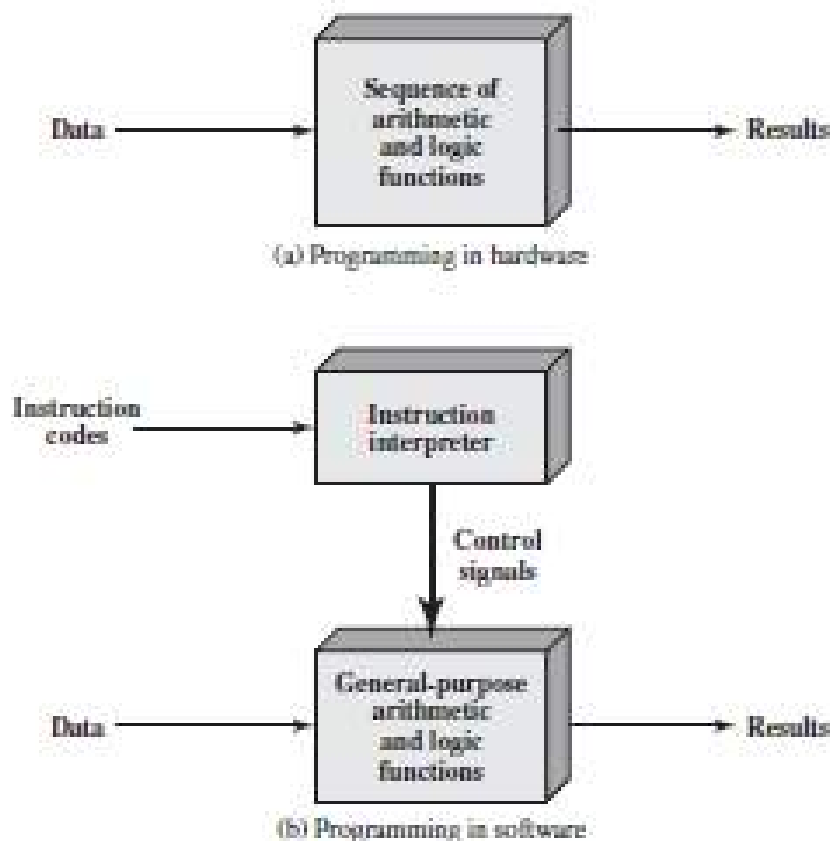 Data
Sequence of
arithmetic
and logic
functions
Results
(a) Programming in hardware
Instruction
codes
Instruction
interpreter
Control
signals
Data
General-purpose
arithmetic
and logic
functions
Results
(b) Programming in software